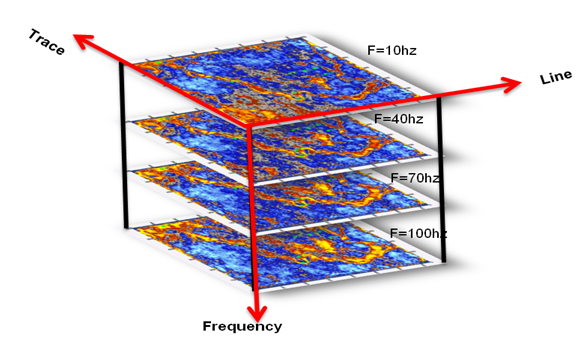 Trace
F=10hz
Line
F=40hz
F=70hz
F=100hz
Frequency